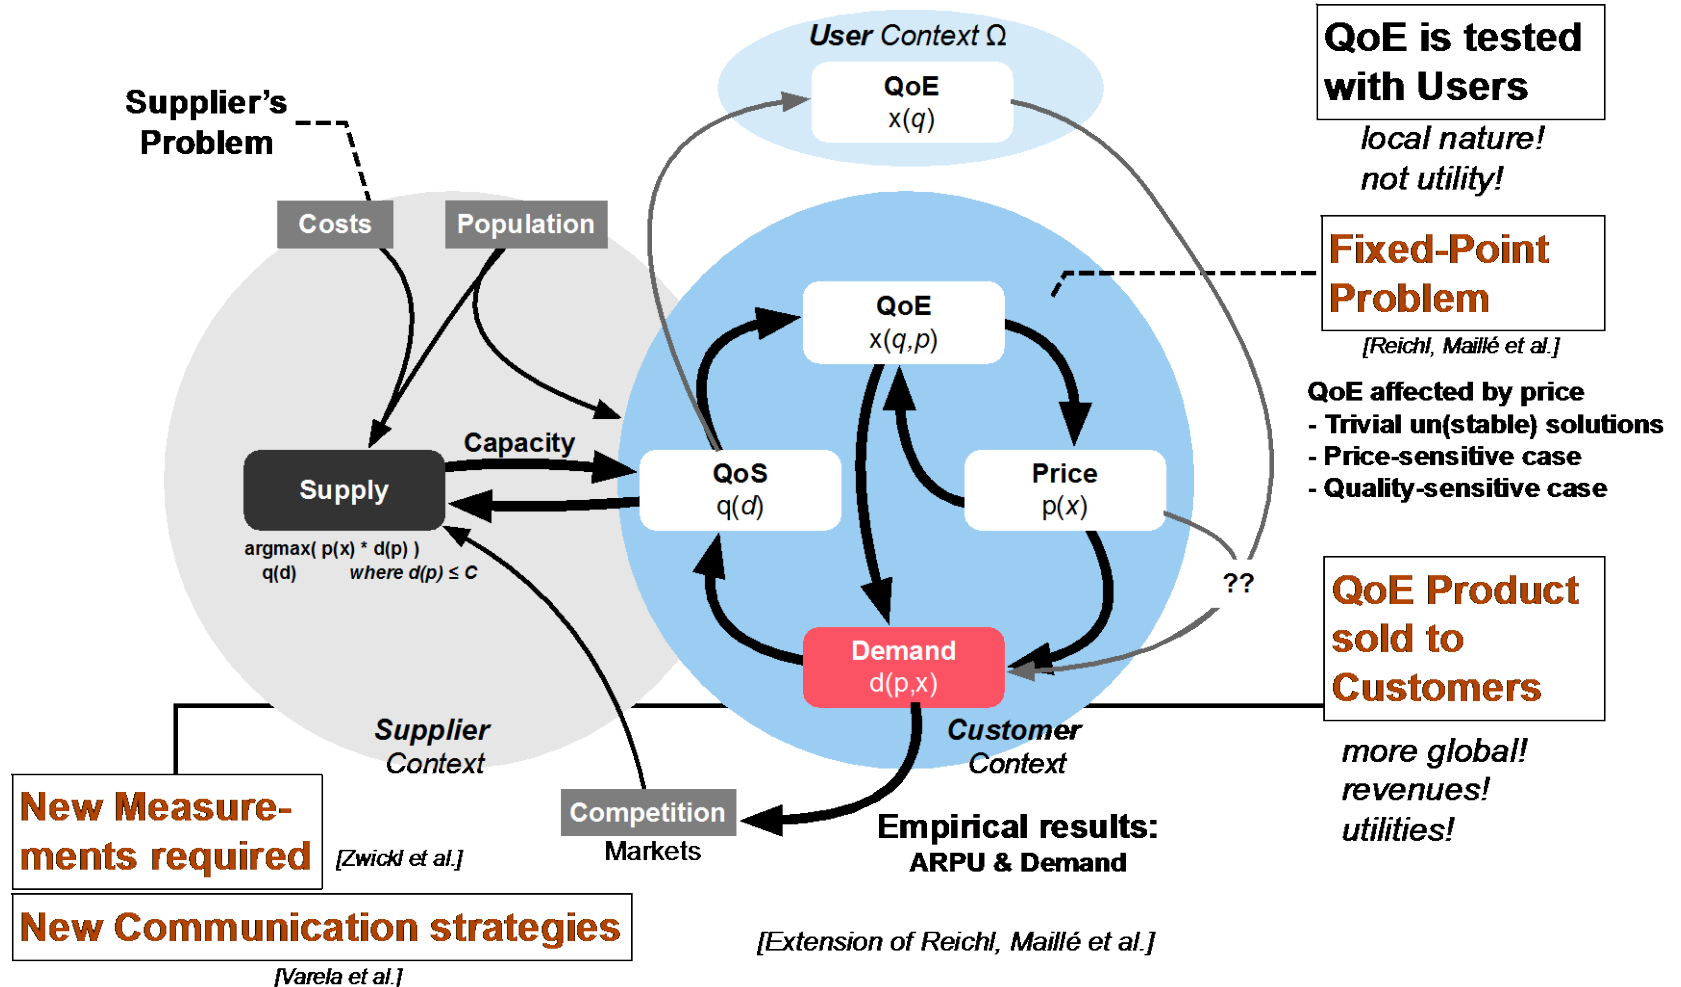 User Context Ω
QoE
x(q)
QoE is tested
with Users
local nature!
not utility!
Supplier's
Problem
Costs
Population
Fixed-Point
Problem
[Reichl, Maillé et al.]
QoE
x(q,p)
QoE affected by price
- Trivial un(stable) solutions
- Price-sensitive case
- Quality-sensitive case
Capacity
Supply
QoS
q(d)
Price
p(x)
argmax( p(x) * d(p) )
q(d) where d(p) ≤ C
??
QoE Product
sold to
Customers
more global!
revenues!
utilities!
Demand
d(p,x)
Supplier
Context
Customer
Context
New Measure-
ments required
[Zwickl et al.]
Competition
Markets
Empirical results:
ARPU & Demand
New Communication strategies
[Varela et al.]
[Extension of Reichl, Maillé et al.]